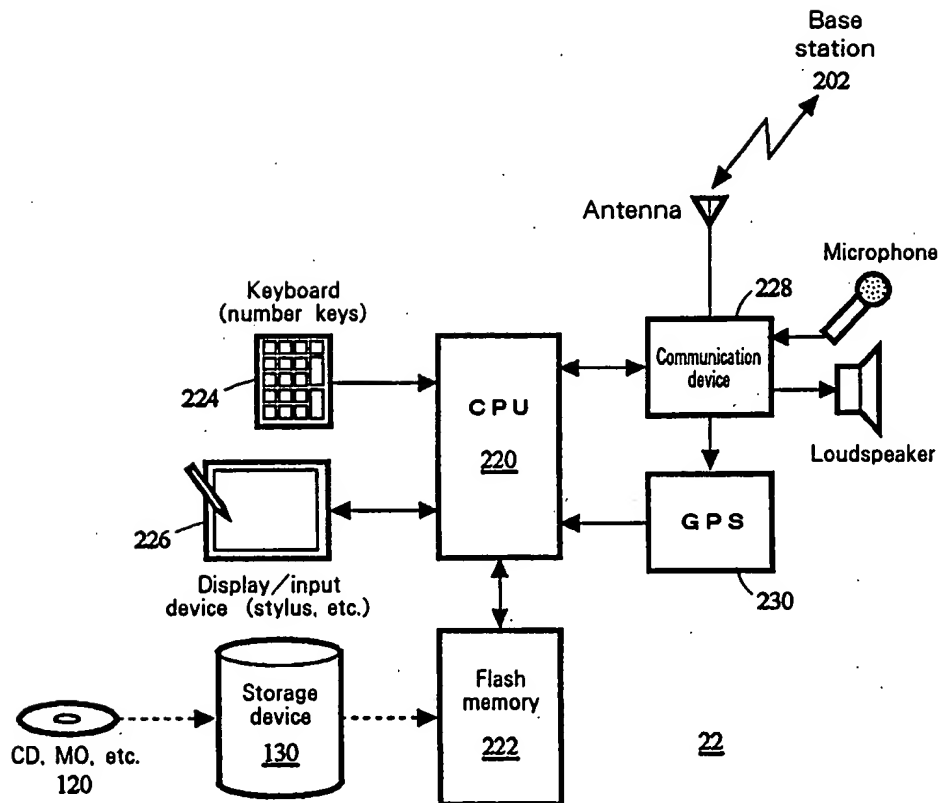 Base
station
202
Antenna
Microphone
228
Keyboard
(number keys)
Communication
device
224
CPU
220
Loudspeaker
GPS
226
230
Display/input
device (stylus, etc.)
Storage
device
130
Flash
memory
222
22
CD, MO, etc.
120